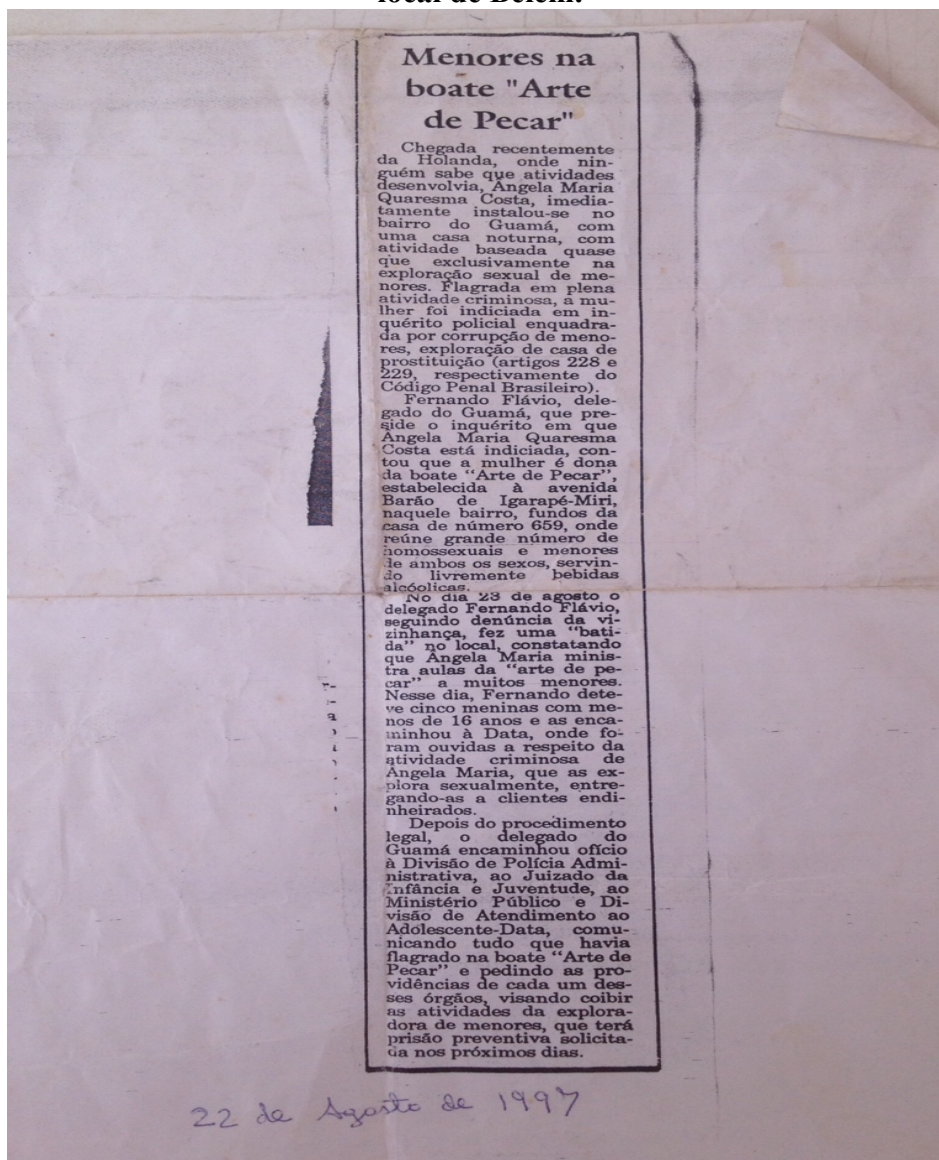 local de Belém.
Menores na
boate "Arte
de Pecar"
Chegada recentemente
da Holanda, onde nin-
guém sabe que atividades
desenvolvia, Ângela Maria
Quaresma Costa, imedia-
tamente instalou-se no
bairro do Guamá, com
uma casa noturna, com
atividade baseada quase
que exclusivamente na
exploração sexual de me-
nores. Flagrada em plena
atividade criminosa, a mu-
lher foi indiciada em in-
quérito policial enquadra-
da por corrupção de meno-
res, exploração de casa de
prostituição (artigos 228 e
229, respectivamente do
Código Penal Brasileiro).
Fernando Flávio, dele-
gado do Guamá, que pre-
side o inquérito em que
Ângela Maria Quaresma
Costa está indiciada, con-
tou que a mulher é dona
da boate "Arte de Pecar",
estabelecida à avenida
Barão de Igarapé-Miri,
naquele bairro, fundos da
casa de número 659, onde
reúne grande número de
homossexuais e menores
de ambos os sexos, servin-
do livremente bebidas
alcóolicas.
No dia 23 de agosto o
delegado Fernando Flávio,
seguindo denúncia da vi-
zinhança, fez uma "bati-
da" no local, constatando
que Ângela Maria minis-
tra aulas da "arte de pe-
car" a muitos menores.
Nesse dia, Fernando dete-
ve cinco meninas com me-
nos de 16 anos e as enca-
minhou à Data, onde fo-
ram ouvidas a respeito da
atividade criminosa de
Ângela Maria, que as ex-
plora sexualmente, entre-
gando-as a clientes endi-
nheirados.
Depois do procedimento
legal, o delegado do
Guamá encaminhou ofício
à Divisão de Polícia Admi-
nistrativa, ao Juizado da
Infância e Juventude, ao
Ministério Público e Di-
visão de Atendimento ao
Adolescente-Data, comu-
nicando tudo que havia
flagrado na boate "Arte de
Pecar" e pedindo as pro-
vidências de cada um des-
ses órgãos, visando coibir
as atividades da explora-
dora de menores, que terá
prisão preventiva solicita-
da nos próximos dias.
22 de Agosto de 1997